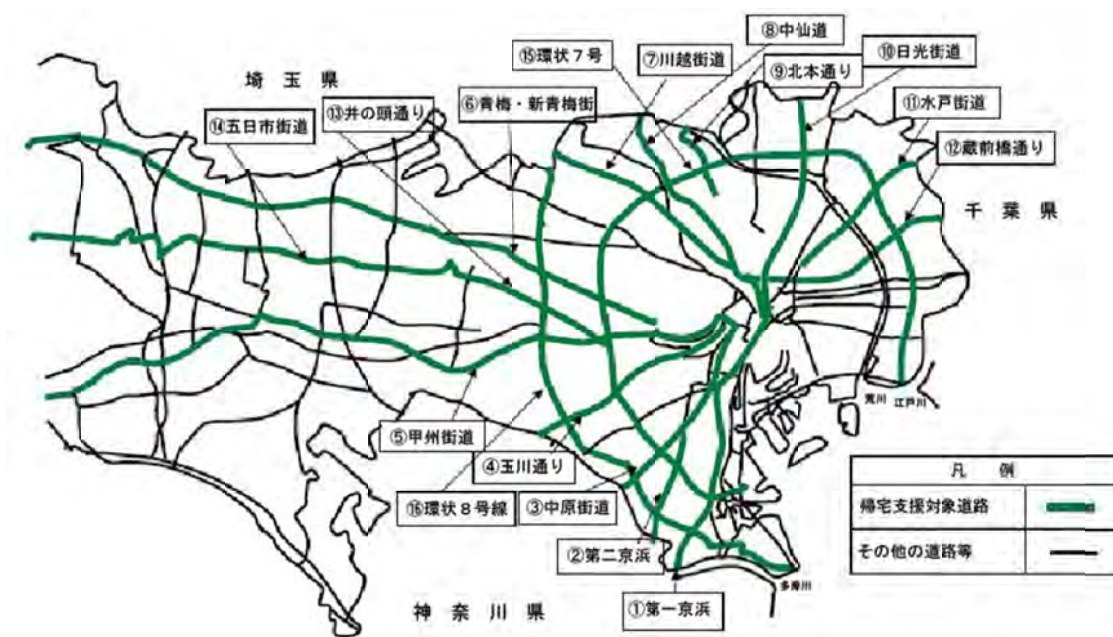 ⑧中仙道
⑮環状7号
⑦川越街道
⑨北本通り
⑩日光街道
埼玉県
⑬井の頭通り
⑥青梅・新青梅街
⑪水戸街道
⑭五日市街道
⑫蔵前橋通り
千葉県
荒川
江戸川
⑤甲州街道
④玉川通り
⑯環状8号線
③中原街道
②第二京浜
①第一京浜
多摩川
神奈川県
凡例
帰宅支援対象道路
その他の道路等